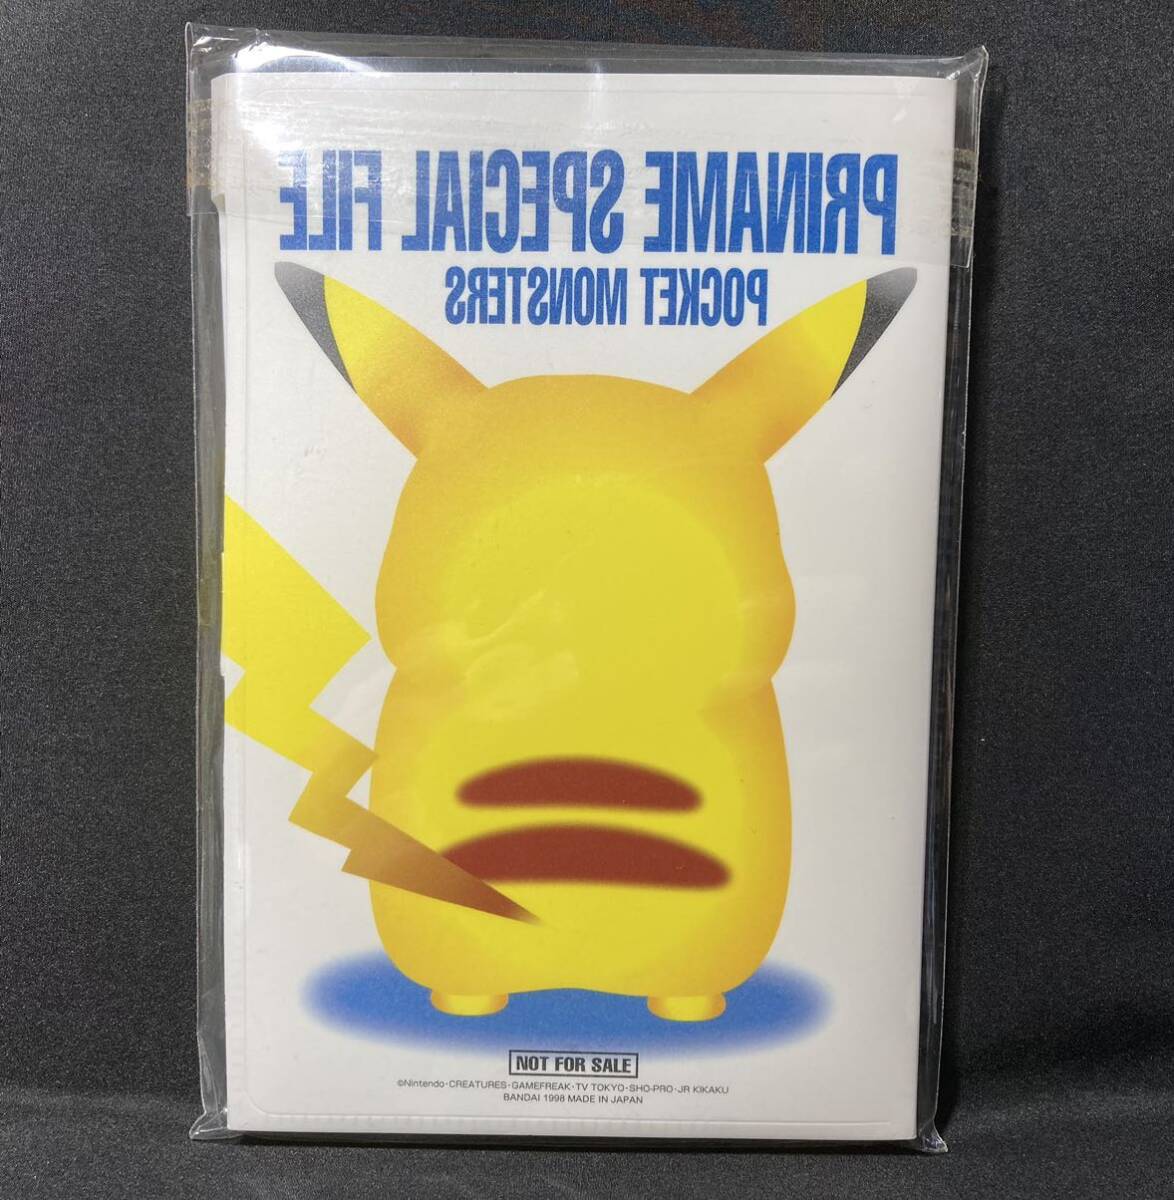 PRINAME SPECIAL FILE
POCKET MONSTERS
NOT FOR SALE
©Nintendo・CREATURES・GAMEFREAK・TV TOKYO・SHO-PRO・JR KIKAKU
BANDAI 1998 MADE IN JAPAN